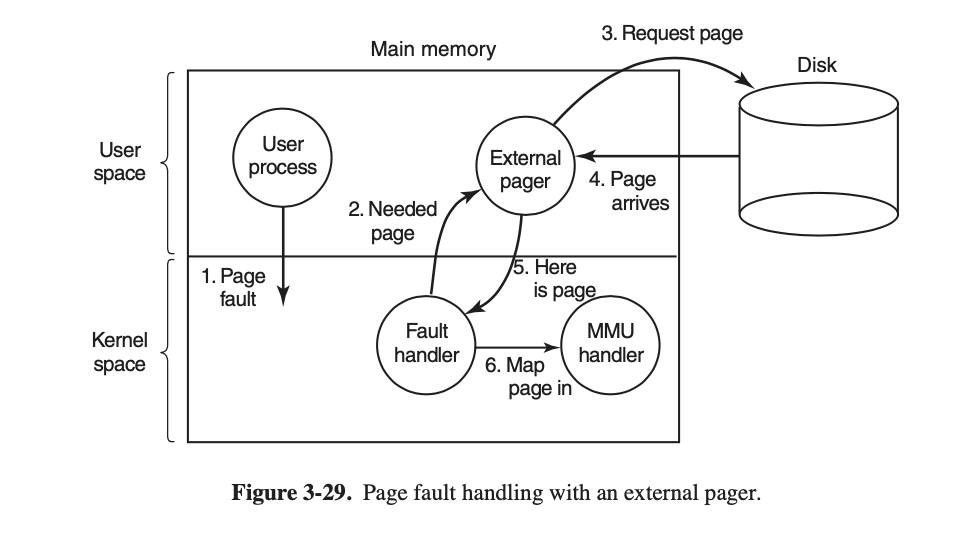 3. Request page
Main memory
Disk
User
space
User
process
External
pager
4. Page
arrives
2. Needed
page
1. Page
fault
5. Here
is page
Kernel
space
Fault
handler
MMU
handler
6. Map
page in
Figure 3-29. Page fault handling with an external pager.